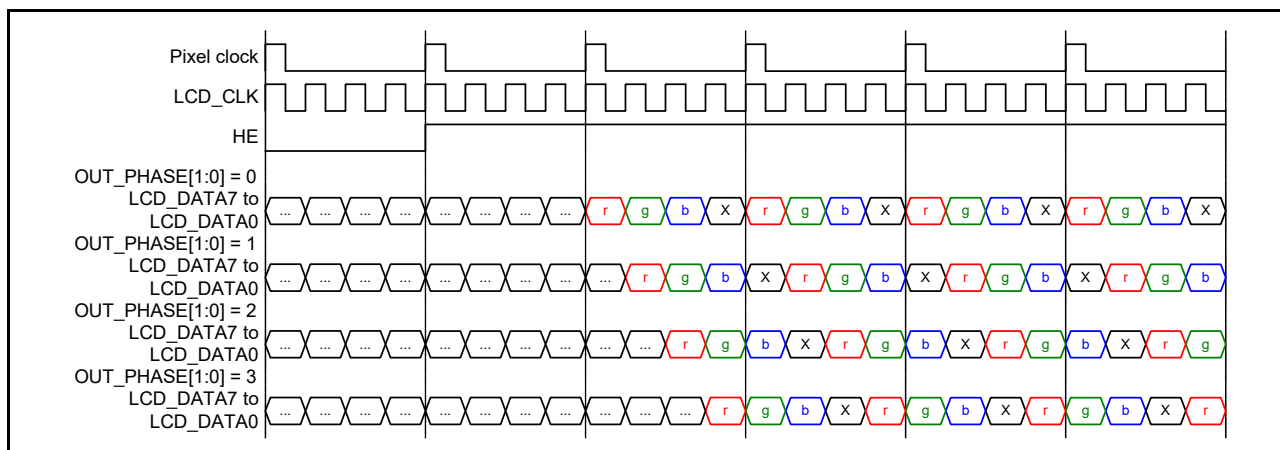 Pixel clock
LCD_CLK
HE
OUT_PHASE[1:0] = 0
LCD_DATA7 to
LCD_DATA0
... ... ... ... ... ... ... ... r g b X r g b X r g b X r g b X
OUT_PHASE[1:0] = 1
LCD_DATA7 to
LCD_DATA0
... ... ... ... ... ... ... ... ... r g b X r g b X r g b X r g b
OUT_PHASE[1:0] = 2
LCD_DATA7 to
LCD_DATA0
... ... ... ... ... ... ... ... ... ... r g b X r g b X r g b X r g
OUT_PHASE[1:0] = 3
LCD_DATA7 to
LCD_DATA0
... ... ... ... ... ... ... ... ... ... ... r g b X r g b X r g b X r